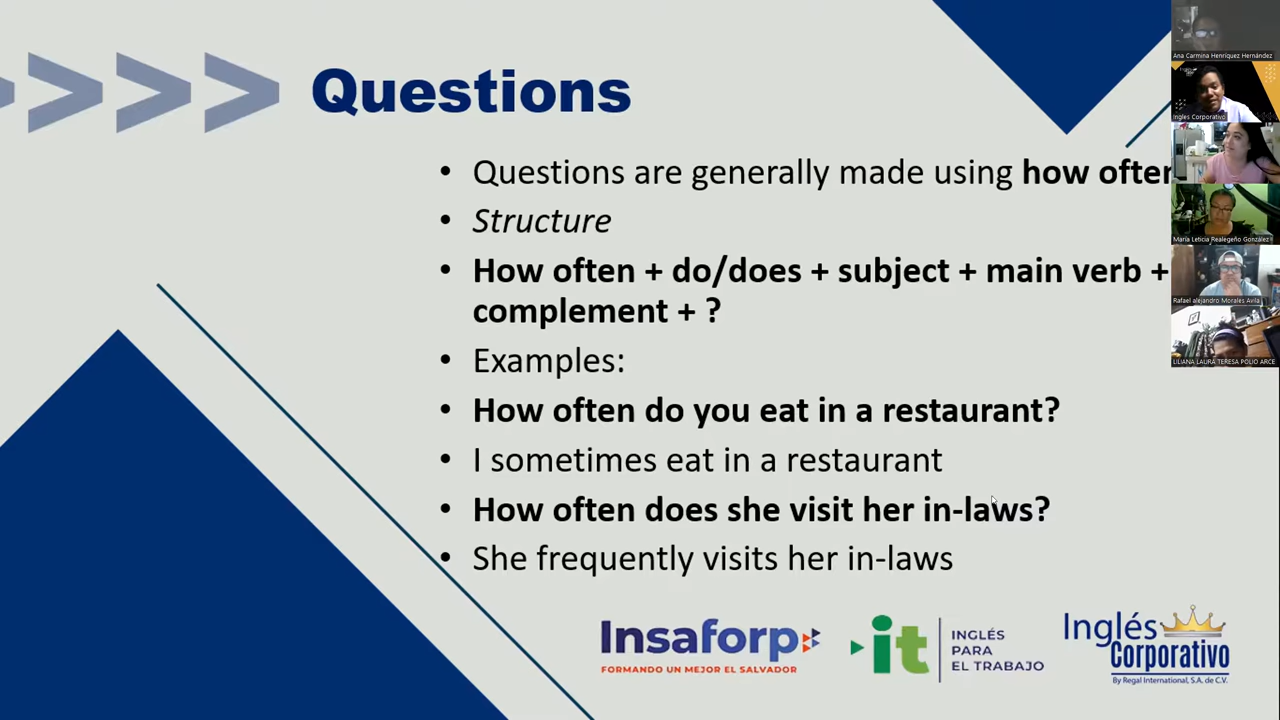 Questions
• Questions are generally made using how often
• Structure
• How often + do/does + subject + main verb +
complement + ?
• Examples:
• How often do you eat in a restaurant?
• I sometimes eat in a restaurant
• How often does she visit her in-laws?
• She frequently visits her in-laws
Insaforp
FORMANDO UN MEJOR EL SALVADOR
it
INGLÉS
PARA
EL TRABAJO
Inglés
Corporativo
By Regal International, S.A. de C.V.
Ana Carmina Henríquez Hernández
Ingles Corporativo
María Leticia Realegeño González
Rafael alejandro Morales Avila
LILIANA LAURA TERESA POLIO ARCE